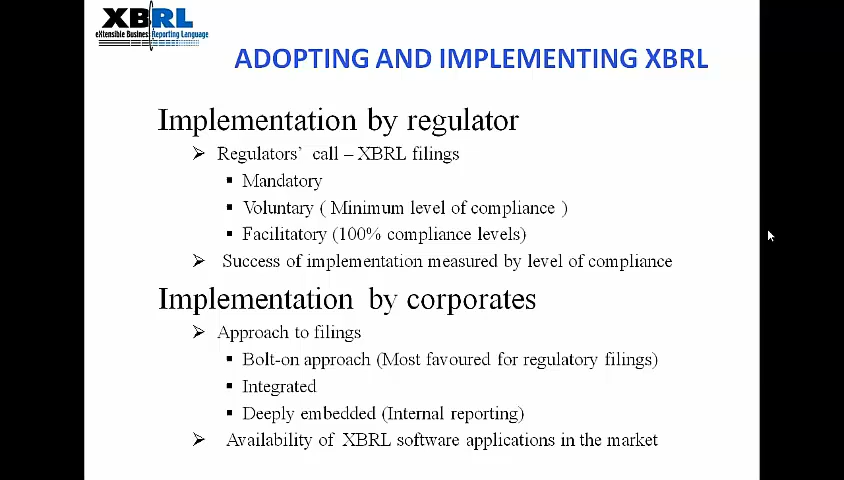 XBRL
eXtensible Business Reporting Language
ADOPTING AND IMPLEMENTING XBRL
Implementation by regulator
➢ Regulators’ call – XBRL filings
▪ Mandatory
▪ Voluntary ( Minimum level of compliance )
▪ Facilitatory (100% compliance levels)
➢ Success of implementation measured by level of compliance
Implementation by corporates
➢ Approach to filings
▪ Bolt-on approach (Most favoured for regulatory filings)
▪ Integrated
▪ Deeply embedded (Internal reporting)
➢ Availability of XBRL software applications in the market